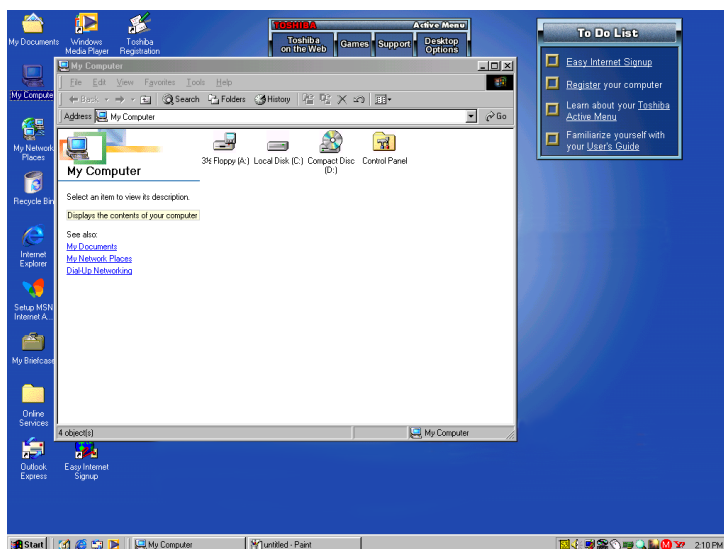 My Documents
Windows
Media Player
Toshiba
Registration
TOSHIBA
Active Menu
Toshiba
on the Web
Games
Support
Desktop
Options
To Do List
Easy Internet Signup
Register your computer
Learn about your Toshiba
Active Menu
Familiarize yourself with
your User's Guide
My Compute
My Network
Places
Recycle Bin
Internet
Explorer
Setup MSN
Internet A...
My Briefcase
Online
Services
Outlook
Express
Easy Internet
Signup
My Computer
File Edit View Favorites Tools Help
Back
Search
Folders
History
Address
My Computer
Go
My Computer
Select an item to view its description.
Displays the contents of your computer
See also:
My Documents
My Network Places
Dial-Up Networking
3½ Floppy (A:)
Local Disk (C:)
Compact Disc
(D:)
Control Panel
4 object(s)
My Computer
Start
My Computer
untitled - Paint
2:10 PM